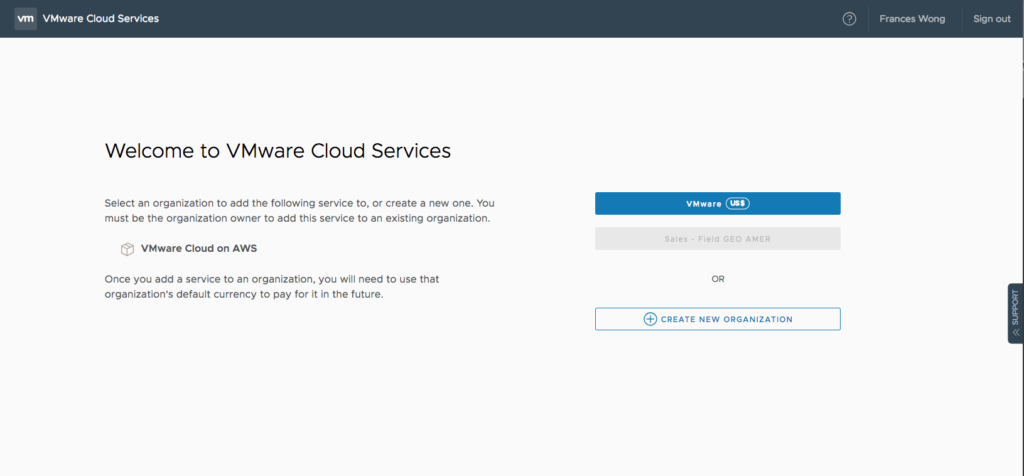 vm VMware Cloud Services
? Frances Wong Sign out
Welcome to VMware Cloud Services
Select an organization to add the following service to, or create a new one. You
must be the organization owner to add this service to an existing organization.
VMware Cloud on AWS
Once you add a service to an organization, you will need to use that
organization's default currency to pay for it in the future.
VMware US$
Sales - Field GEO AMER
OR
CREATE NEW ORGANIZATION
SUPPORT